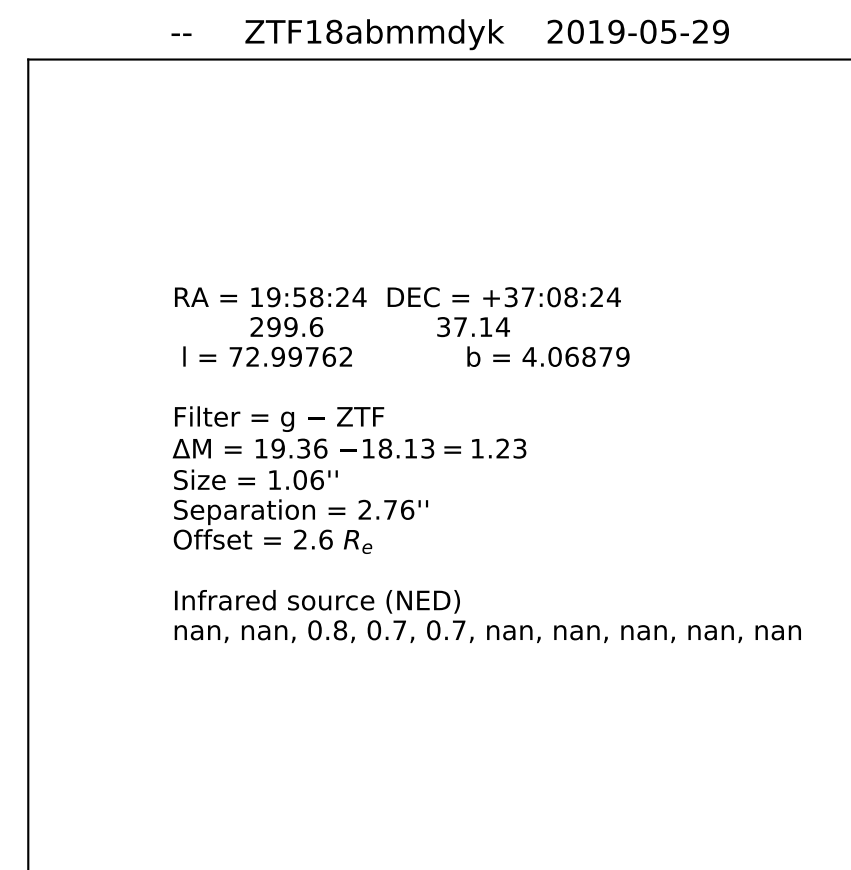 -- ZTF18abmmdyk 2019-05-29
RA = 19:58:24 DEC = +37:08:24
299.6 37.14
l = 72.99762 b = 4.06879
Filter = g − ZTF
ΔM = 19.36 −18.13 = 1.23
Size = 1.06''
Separation = 2.76''
Offset = 2.6 Rₑ
Infrared source (NED)
nan, nan, 0.8, 0.7, 0.7, nan, nan, nan, nan, nan